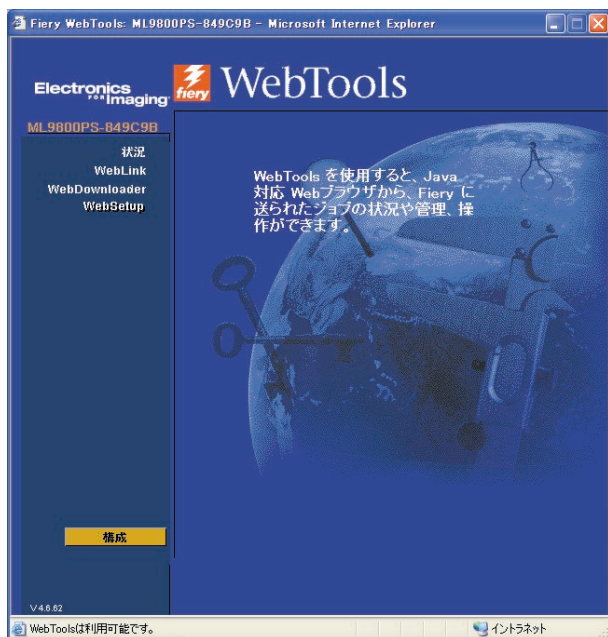 Fiery WebTools: ML9800PS-849C9B - Microsoft Internet Explorer
Electronics
FOR Imaging
fiery
WebTools
ML9800PS-849C9B
状況
WebLink
WebDownloader
WebSetup
WebTools を使用すると、Java
対応 Webブラウザから、Fiery に
送られたジョブの状況や管理、操
作ができます。
構成
V 4.6.62
WebToolsは利用可能です。
イントラネット